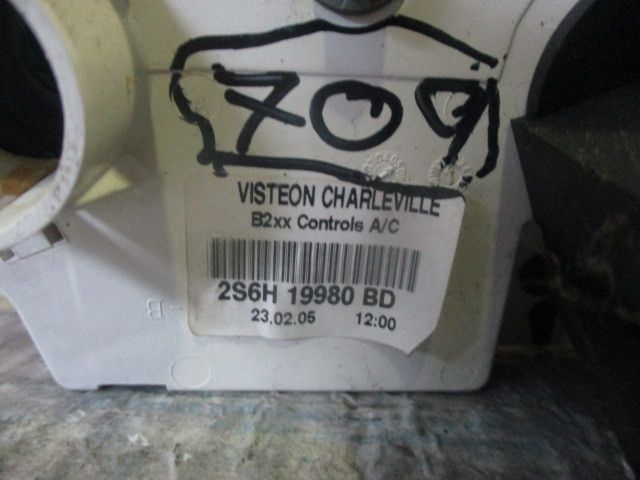 709
VISTEON CHARLEVILLE
B2xx Controls A/C
2S6H 19980 BD
23.02.05 12:00
B